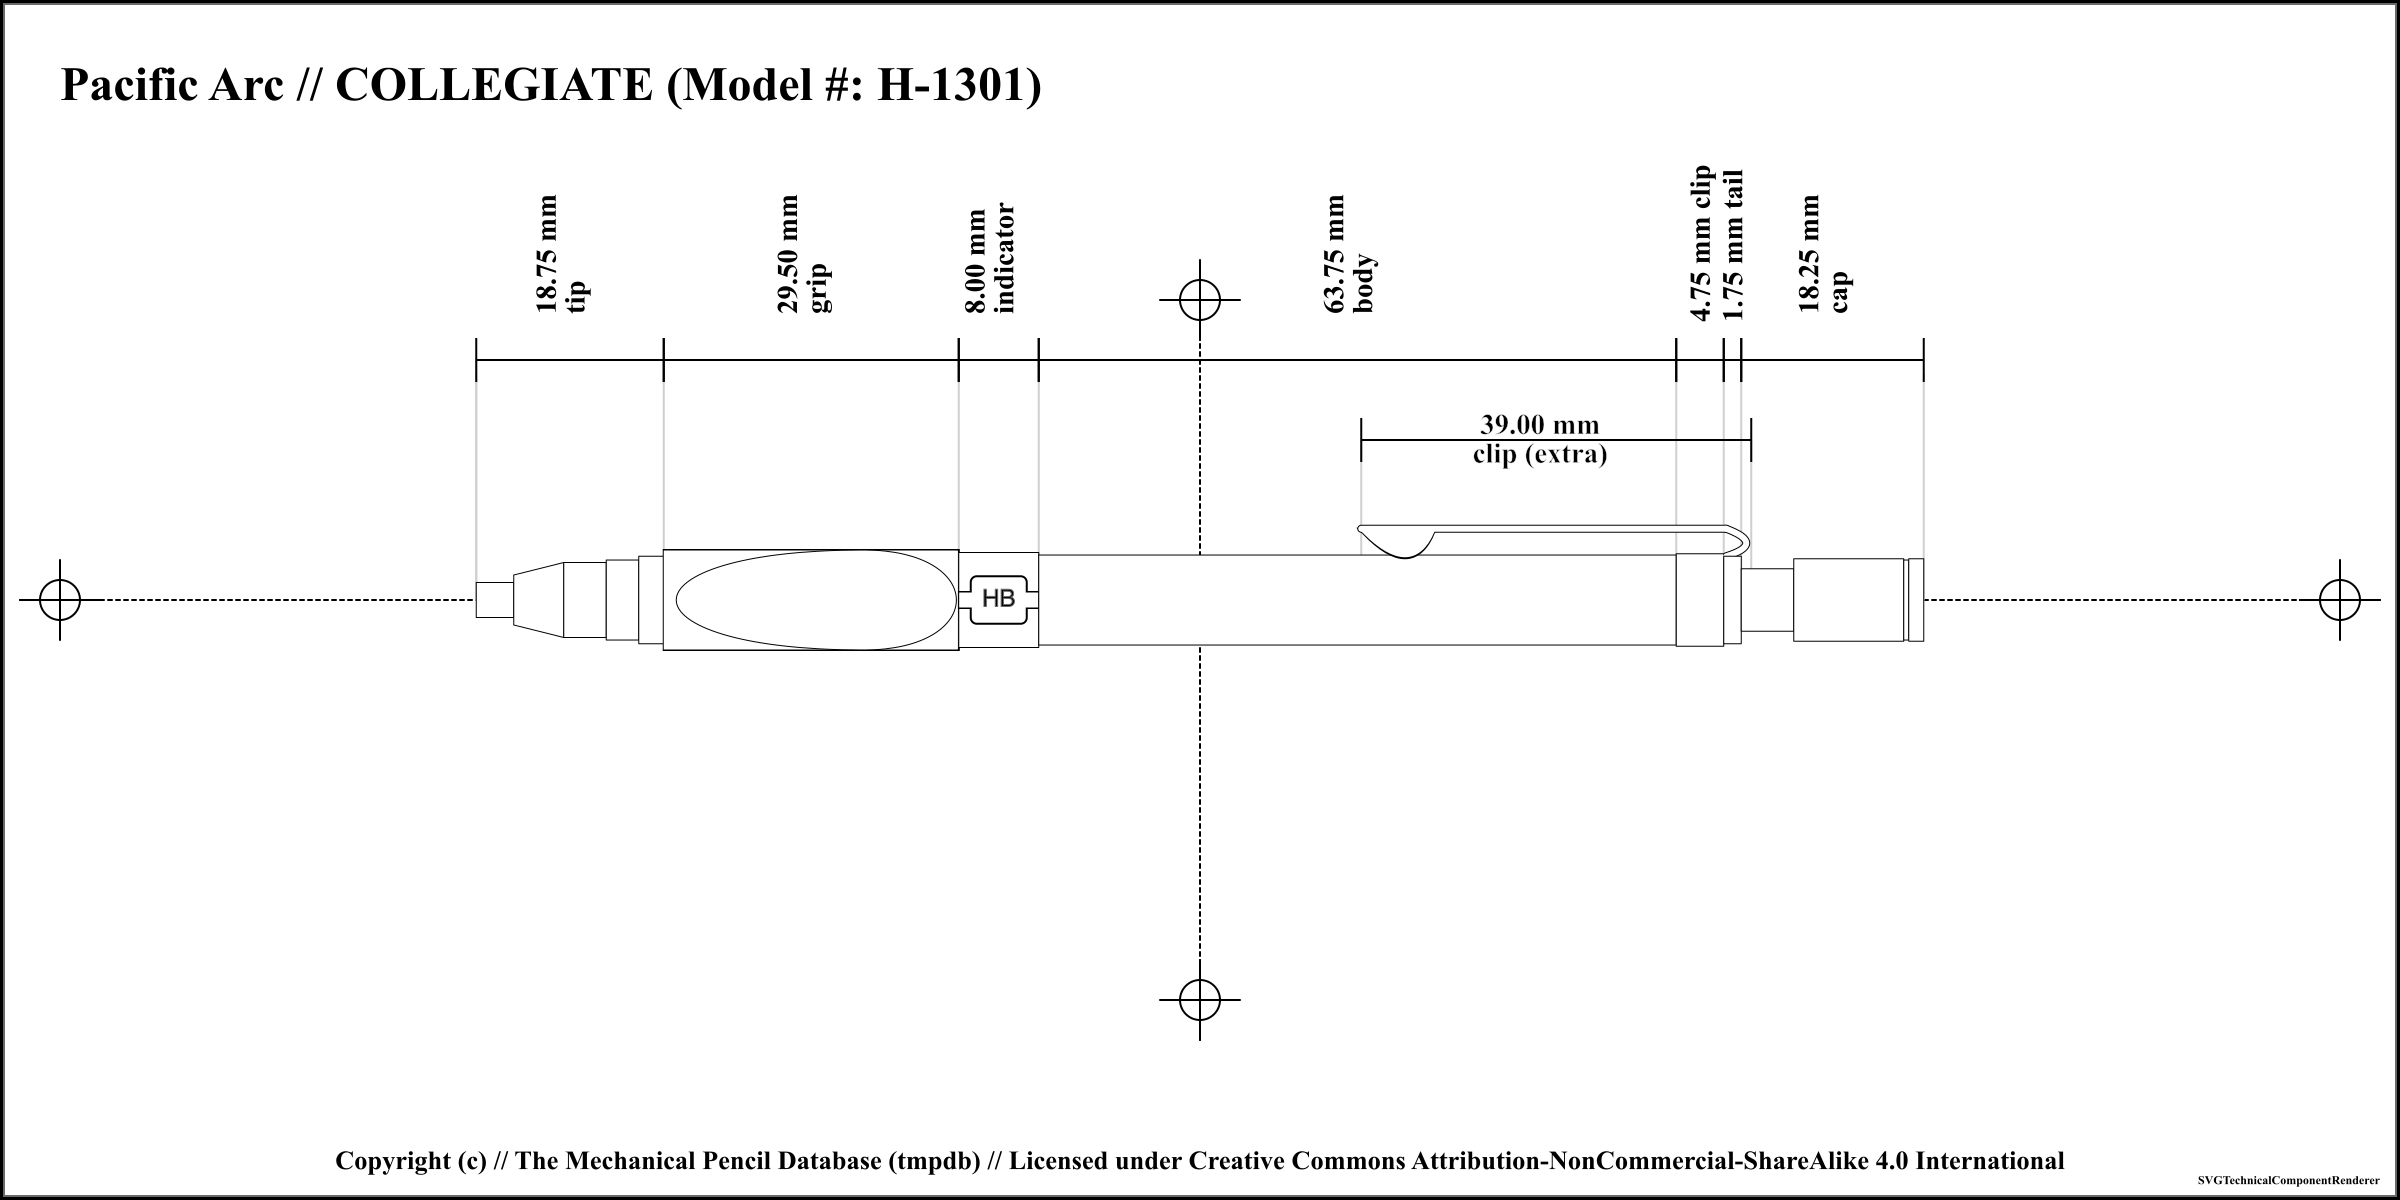 Pacific Arc // COLLEGIATE (Model #: H-1301)
18.75 mm
tip
29.50 mm
grip
8.00 mm
indicator
63.75 mm
body
4.75 mm clip
1.75 mm tail
18.25 mm
cap
39.00 mm
clip (extra)
HB
Copyright (c) // The Mechanical Pencil Database (tmpdb) // Licensed under Creative Commons Attribution-NonCommercial-ShareAlike 4.0 International
SVGTechnicalComponentRenderer